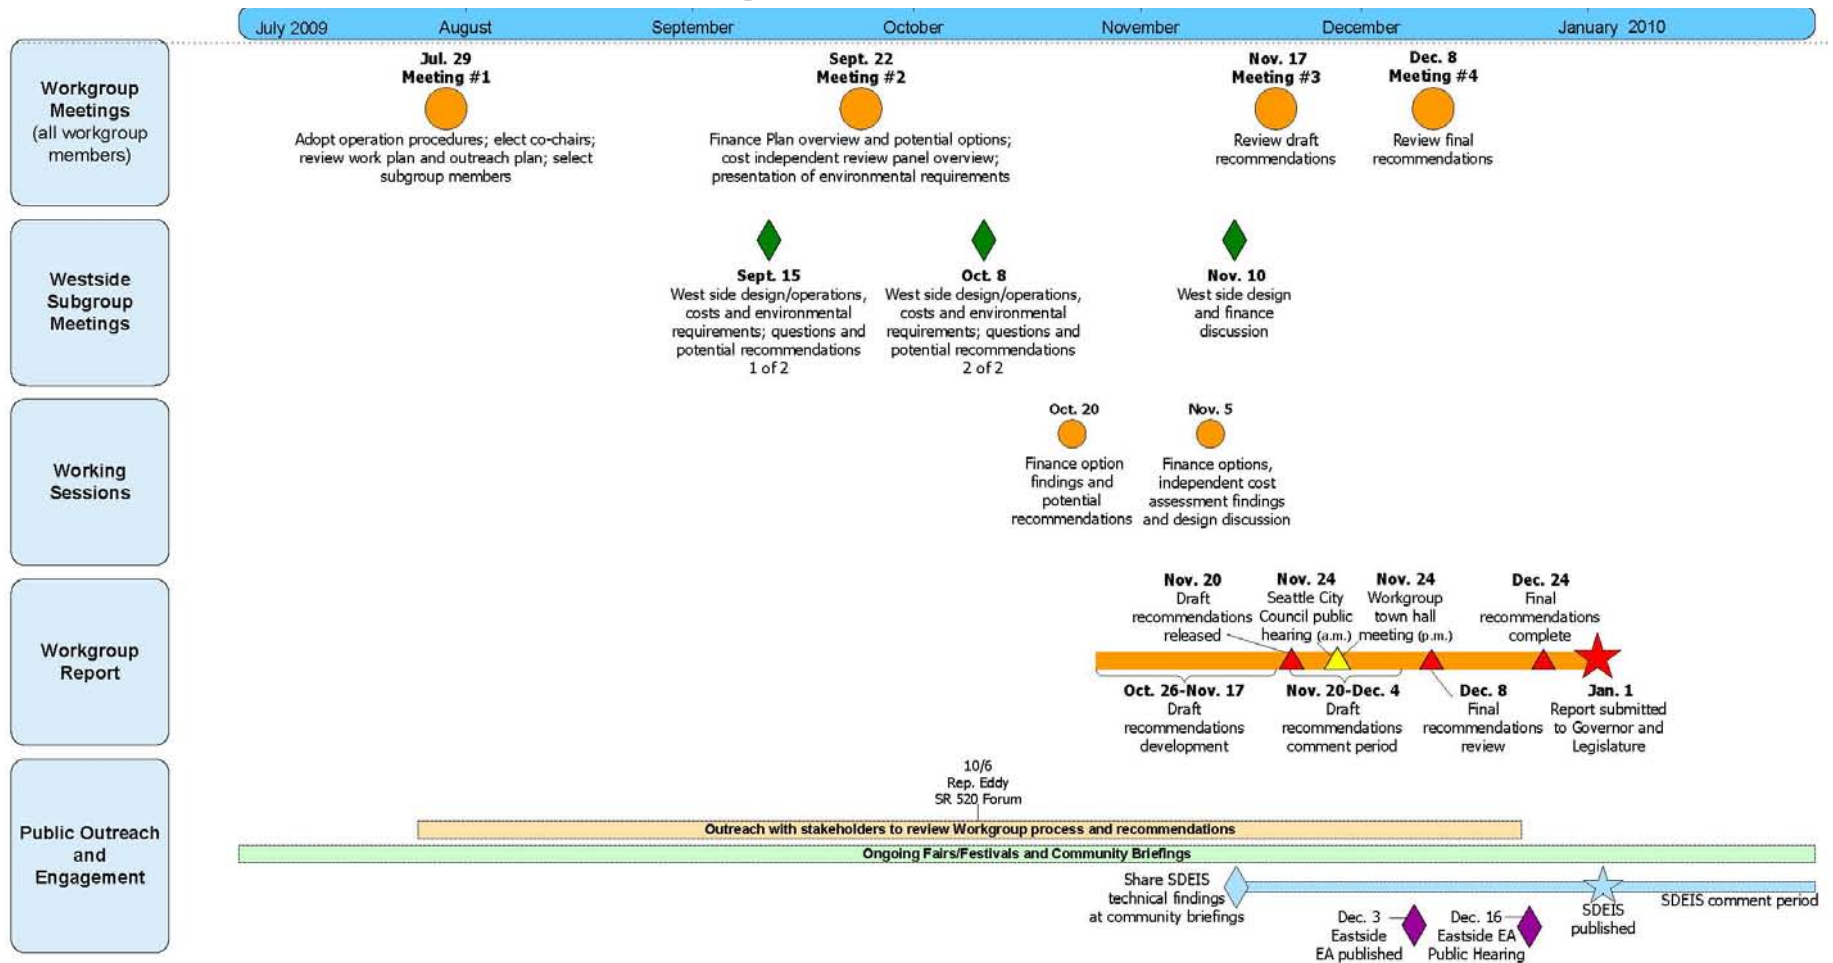 July 2009 August September October November December January 2010
Workgroup
Meetings
(all workgroup
members)
Jul. 29
Meeting #1
Adopt operation procedures; elect co-chairs;
review work plan and outreach plan; select
subgroup members
Sept. 22
Meeting #2
Finance Plan overview and potential options;
cost independent review panel overview;
presentation of environmental requirements
Nov. 17
Meeting #3
Review draft
recommendations
Dec. 8
Meeting #4
Review final
recommendations
Westside
Subgroup
Meetings
Sept. 15
West side design/operations,
costs and environmental
requirements; questions and
potential recommendations
1 of 2
Oct. 8
West side design/operations,
costs and environmental
requirements; questions and
potential recommendations
2 of 2
Nov. 10
West side design
and finance
discussion
Working
Sessions
Oct. 20
Finance option
findings and
potential
recommendations
Nov. 5
Finance options,
independent cost
assessment findings
and design discussion
Workgroup
Report
Nov. 20
Draft
recommendations
released
Nov. 24
Seattle City
Council public
hearing (a.m.)
Nov. 24
Workgroup
town hall
meeting (p.m.)
Dec. 24
Final
recommendations
complete
Oct. 26-Nov. 17
Draft
recommendations
development
Nov. 20-Dec. 4
Draft
recommendations
comment period
Dec. 8
Final
recommendations
review
Jan. 1
Report submitted
to Governor and
Legislature
Public Outreach
and
Engagement
10/6
Rep. Eddy
SR 520 Forum
Outreach with stakeholders to review Workgroup process and recommendations
Ongoing Fairs/Festivals and Community Briefings
Share SDEIS
technical findings
at community briefings
SDEIS
published
SDEIS comment period
Dec. 3
Eastside
EA published
Dec. 16
Eastside EA
Public Hearing